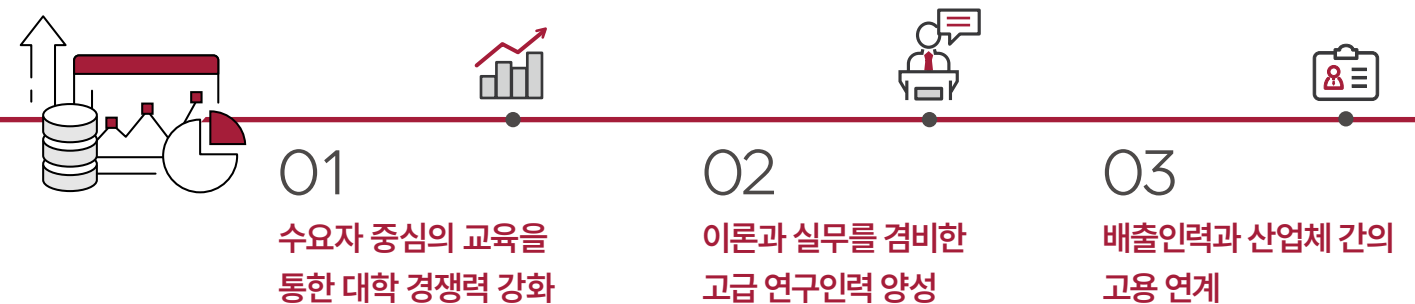 01
수요자 중심의 교육을
통한 대학 경쟁력 강화
02
이론과 실무를 겸비한
고급 연구인력 양성
03
배출인력과 산업체 간의
고용 연계